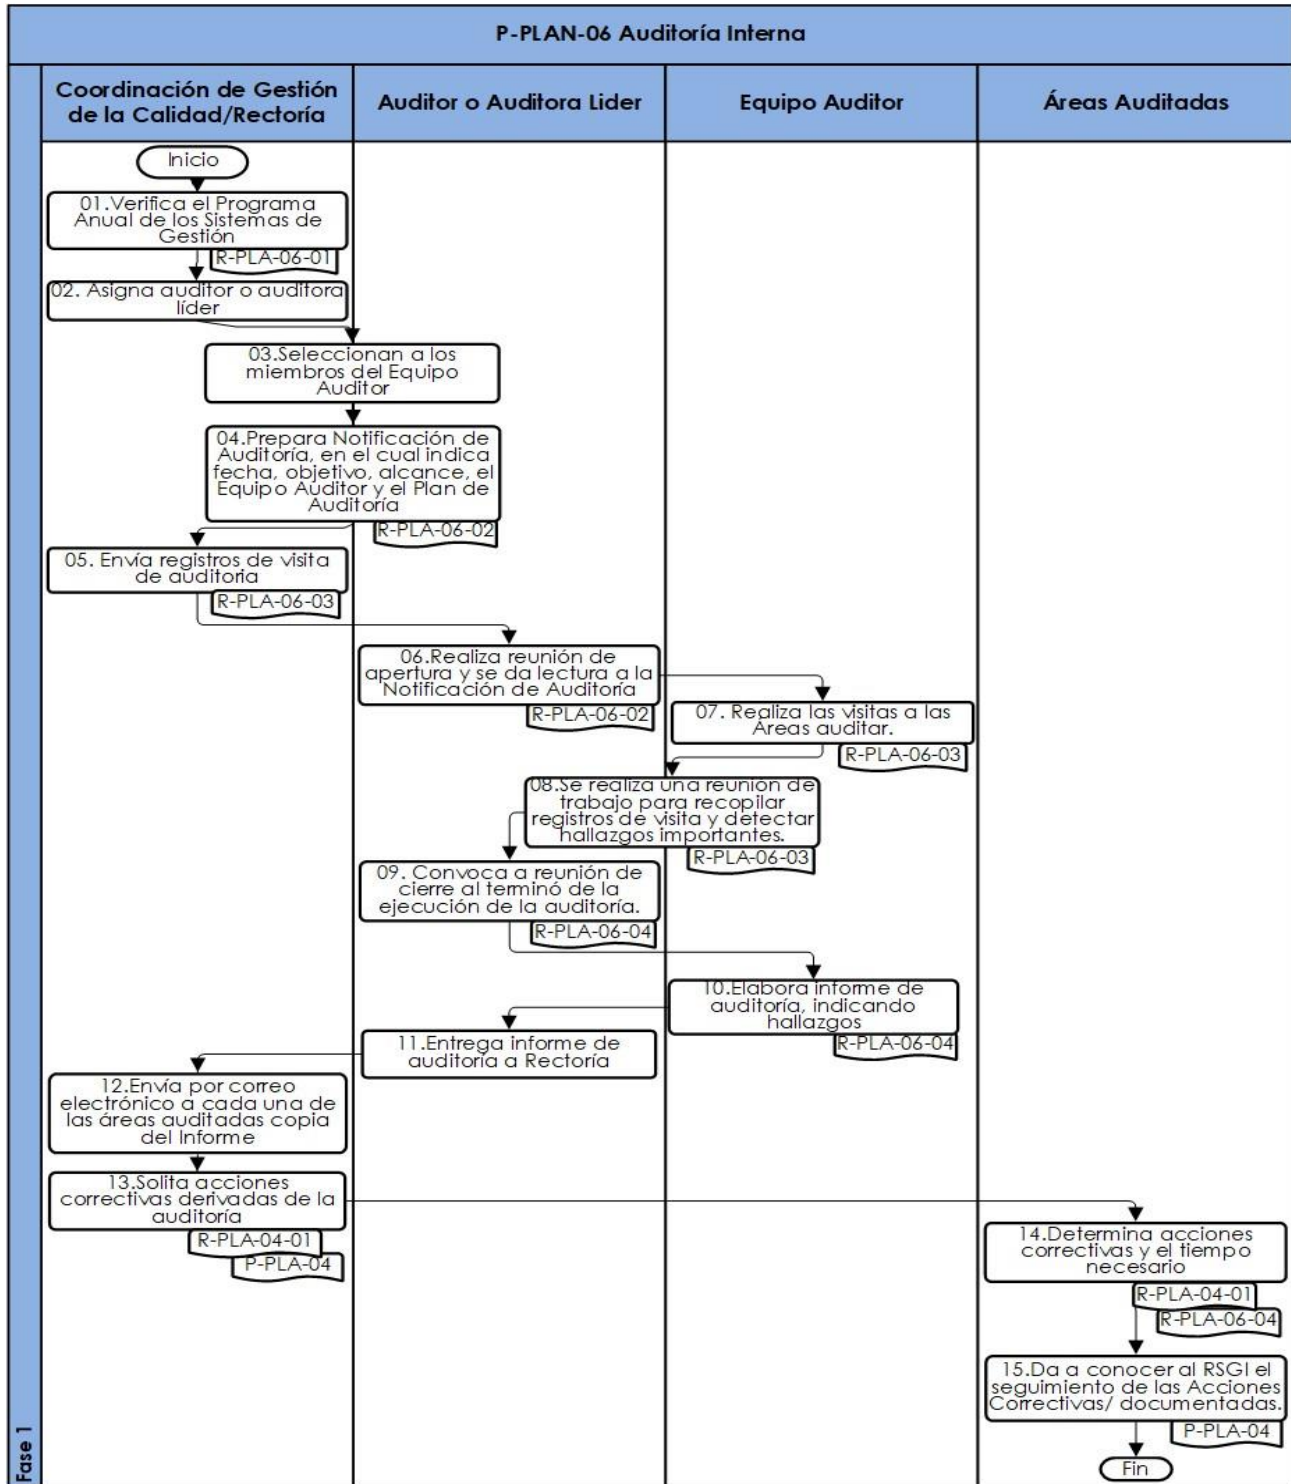 P-PLAN-06 Auditoría Interna
Coordinación de Gestión
de la Calidad/Rectoría
Auditor o Auditora Lider
Equipo Auditor
Áreas Auditadas
Inicio
01.Verifica el Programa
Anual de los Sistemas de
Gestión
R-PLA-06-01
02. Asigna auditor o auditora
líder
03.Seleccionan a los
miembros del Equipo
Auditor
04.Prepara Notificación de
Auditoría, en el cual indica
fecha, objetivo, alcance, el
Equipo Auditor y el Plan de
Auditoría
R-PLA-06-02
05. Envía registros de visita
de auditoria
R-PLA-06-03
06.Realiza reunión de
apertura y se da lectura a la
Notificación de Auditoría
R-PLA-06-02
07. Realiza las visitas a las
Áreas auditar.
R-PLA-06-03
08.Se realiza una reunión de
trabajo para recopilar
registros de visita y detectar
hallazgos importantes.
R-PLA-06-03
09. Convoca a reunión de
cierre al terminó de la
ejecución de la auditoría.
R-PLA-06-04
10.Elabora informe de
auditoría, indicando
hallazgos
R-PLA-06-04
11.Entrega informe de
auditoría a Rectoría
12.Envía por correo
electrónico a cada una de
las áreas auditadas copia
del Informe
13.Solita acciones
correctivas derivadas de la
auditoría
R-PLA-04-01
P-PLA-04
14.Determina acciones
correctivas y el tiempo
necesario
R-PLA-04-01
R-PLA-06-04
15.Da a conocer al RSGI el
seguimiento de las Acciones
Correctivas/ documentadas.
P-PLA-04
Fin
Fase 1